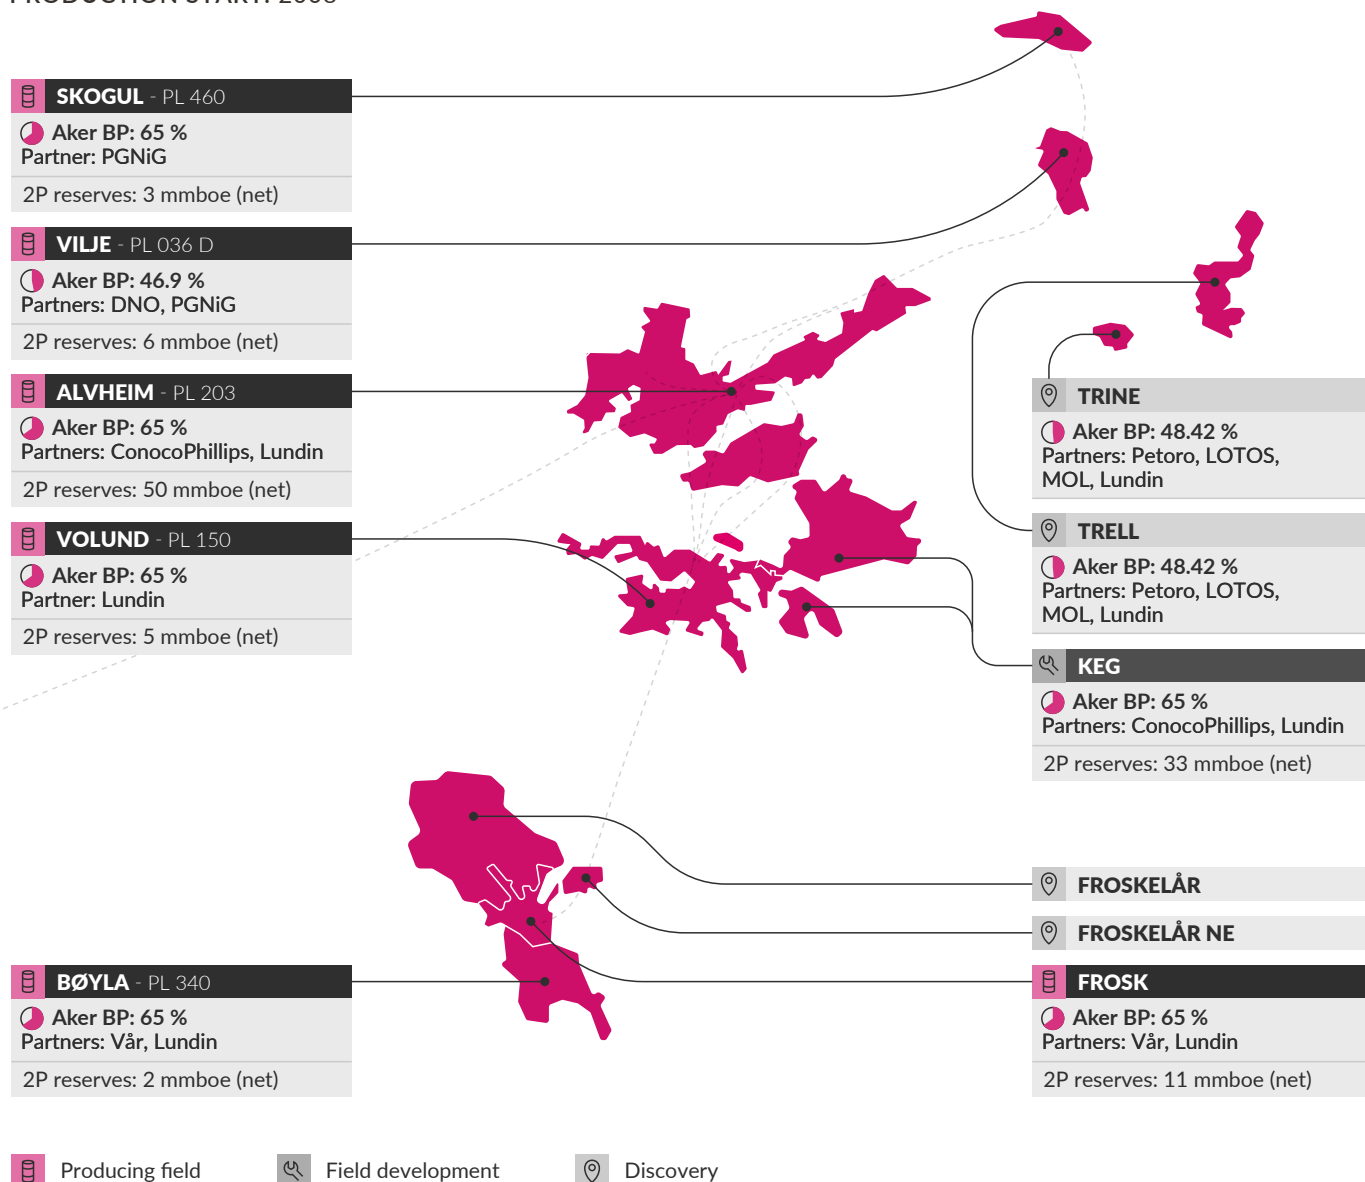 PRODUCTION START: 2008
SKOGUL - PL 460
Aker BP: 65 %
Partner: PGNiG
2P reserves: 3 mmboe (net)
VILJE - PL 036 D
Aker BP: 46.9 %
Partners: DNO, PGNiG
2P reserves: 6 mmboe (net)
ALVHEIM - PL 203
Aker BP: 65 %
Partners: ConocoPhillips, Lundin
2P reserves: 50 mmboe (net)
VOLUND - PL 150
Aker BP: 65 %
Partner: Lundin
2P reserves: 5 mmboe (net)
BØYLA - PL 340
Aker BP: 65 %
Partners: Vår, Lundin
2P reserves: 2 mmboe (net)
TRINE
Aker BP: 48.42 %
Partners: Petoro, LOTOS,
MOL, Lundin
TRELL
Aker BP: 48.42 %
Partners: Petoro, LOTOS,
MOL, Lundin
KEG
Aker BP: 65 %
Partners: ConocoPhillips, Lundin
2P reserves: 33 mmboe (net)
FROSKELÅR
FROSKELÅR NE
FROSK
Aker BP: 65 %
Partners: Vår, Lundin
2P reserves: 11 mmboe (net)
Producing field
Field development
Discovery